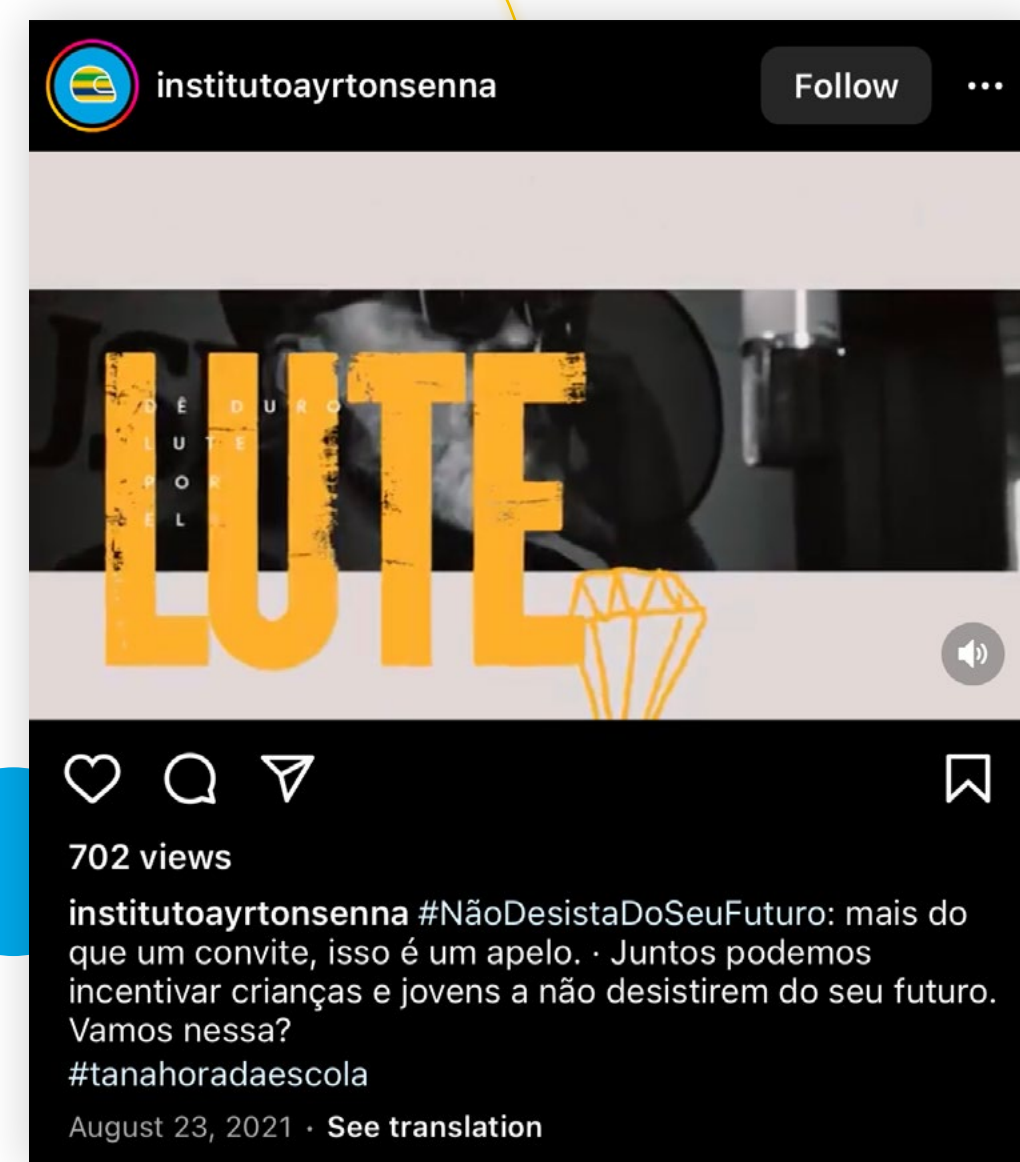 institutoayrtonsenna
Follow
LUTE
DÊ DURO
LUTE
POR
702 views
institutoayrtonsenna #NãoDesistaDoSeuFuturo: mais do
que um convite, isso é um apelo. · Juntos podemos
incentivar crianças e jovens a não desistirem do seu futuro.
Vamos nessa?
#tanahoradaescola
August 23, 2021 · See translation